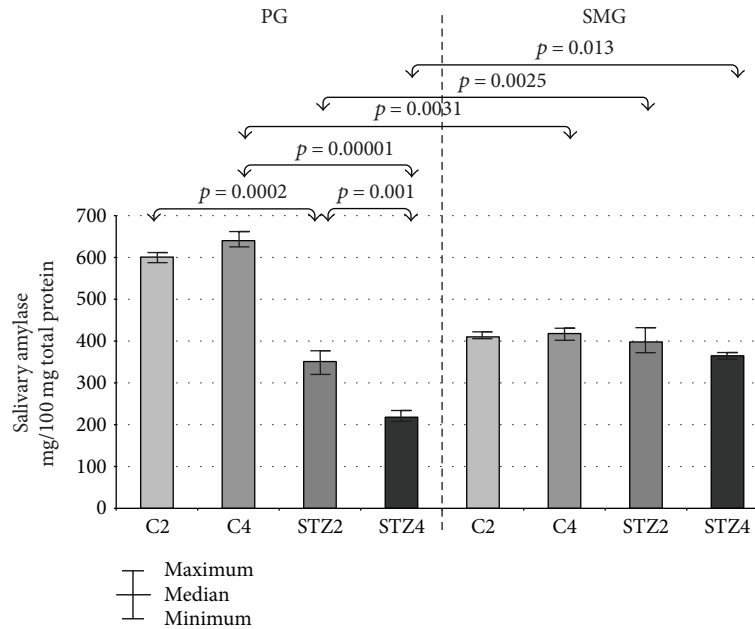 PG SMG
p = 0.013
p = 0.0025
p = 0.0031
p = 0.00001
p = 0.0002 p = 0.001
Salivary amylase
mg/100 mg total protein
700
600
500
400
300
200
100
0
C2 C4 STZ2 STZ4 C2 C4 STZ2 STZ4
Maximum
Median
Minimum